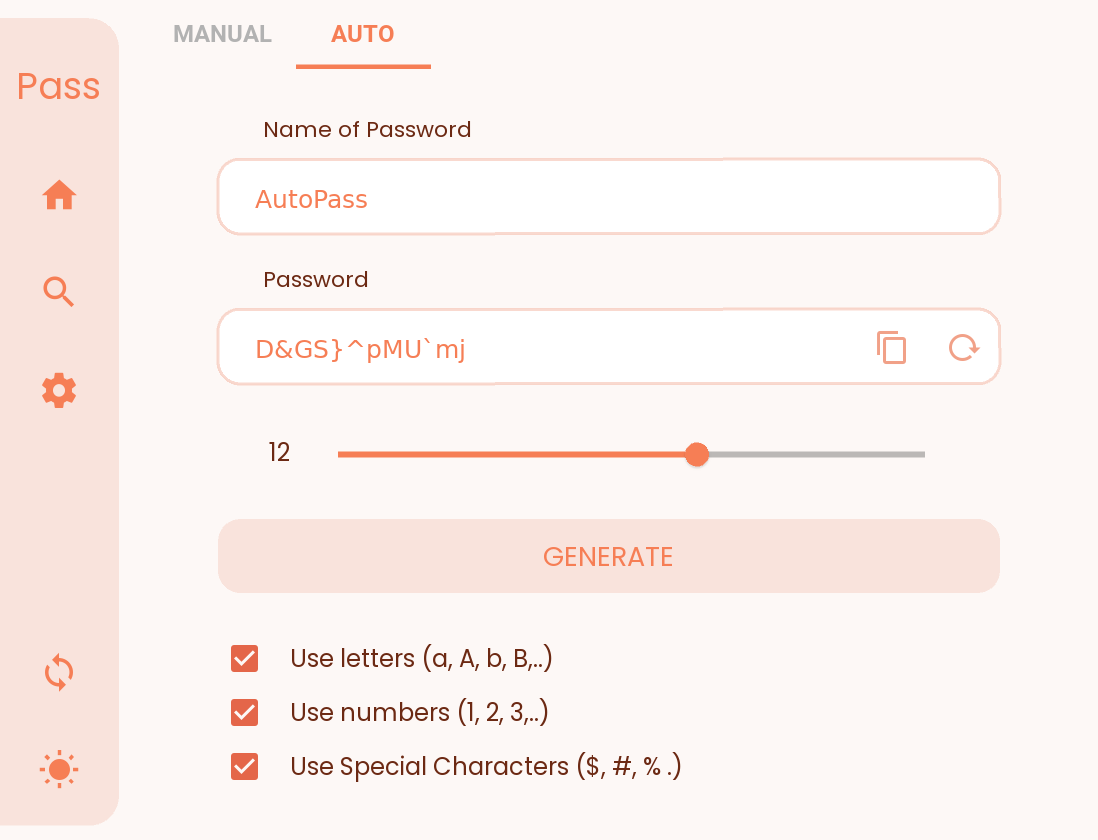 MANUAL AUTO
Pass
Name of Password
AutoPass
Password
D&GS}^pMU`mj
12
GENERATE
Use letters (a, A, b, B,..)
Use numbers (1, 2, 3,..)
Use Special Characters ($, #, % .)